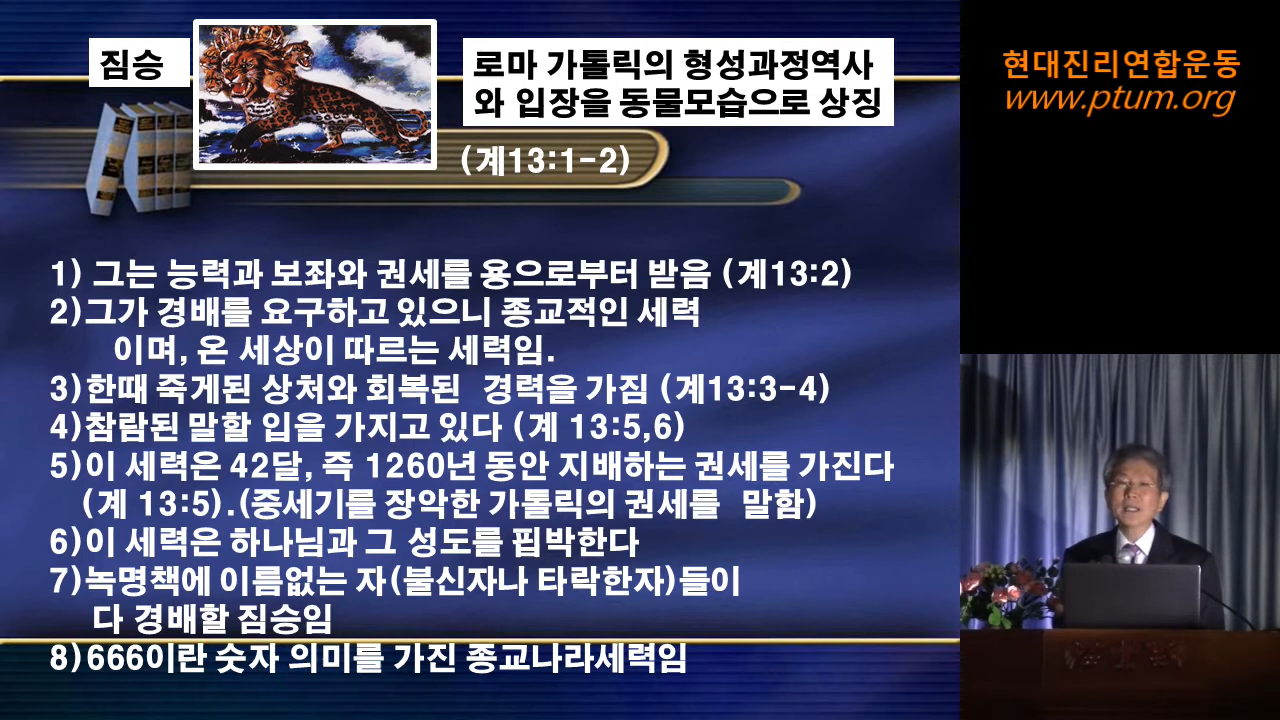 짐승
로마 가톨릭의 형성과정역사
와 입장을 동물모습으로 상징
(계13:1-2)
1) 그는 능력과 보좌와 권세를 용으로부터 받음 (계13:2)
2)그가 경배를 요구하고 있으니 종교적인 세력
이며, 온 세상이 따르는 세력임.
3)한때 죽게된 상처와 회복된 경력을 가짐 (계13:3-4)
4)참람된 말할 입을 가지고 있다 (계 13:5,6)
5)이 세력은 42달, 즉 1260년 동안 지배하는 권세를 가진다
(계 13:5).(중세기를 장악한 가톨릭의 권세를 말함)
6)이 세력은 하나님과 그 성도를 핍박한다
7)녹명책에 이름없는 자(불신자나 타락한자)들이
다 경배할 짐승임
8)666이란 숫자 의미를 가진 종교나라세력임
현대진리연합운동
www.ptum.org